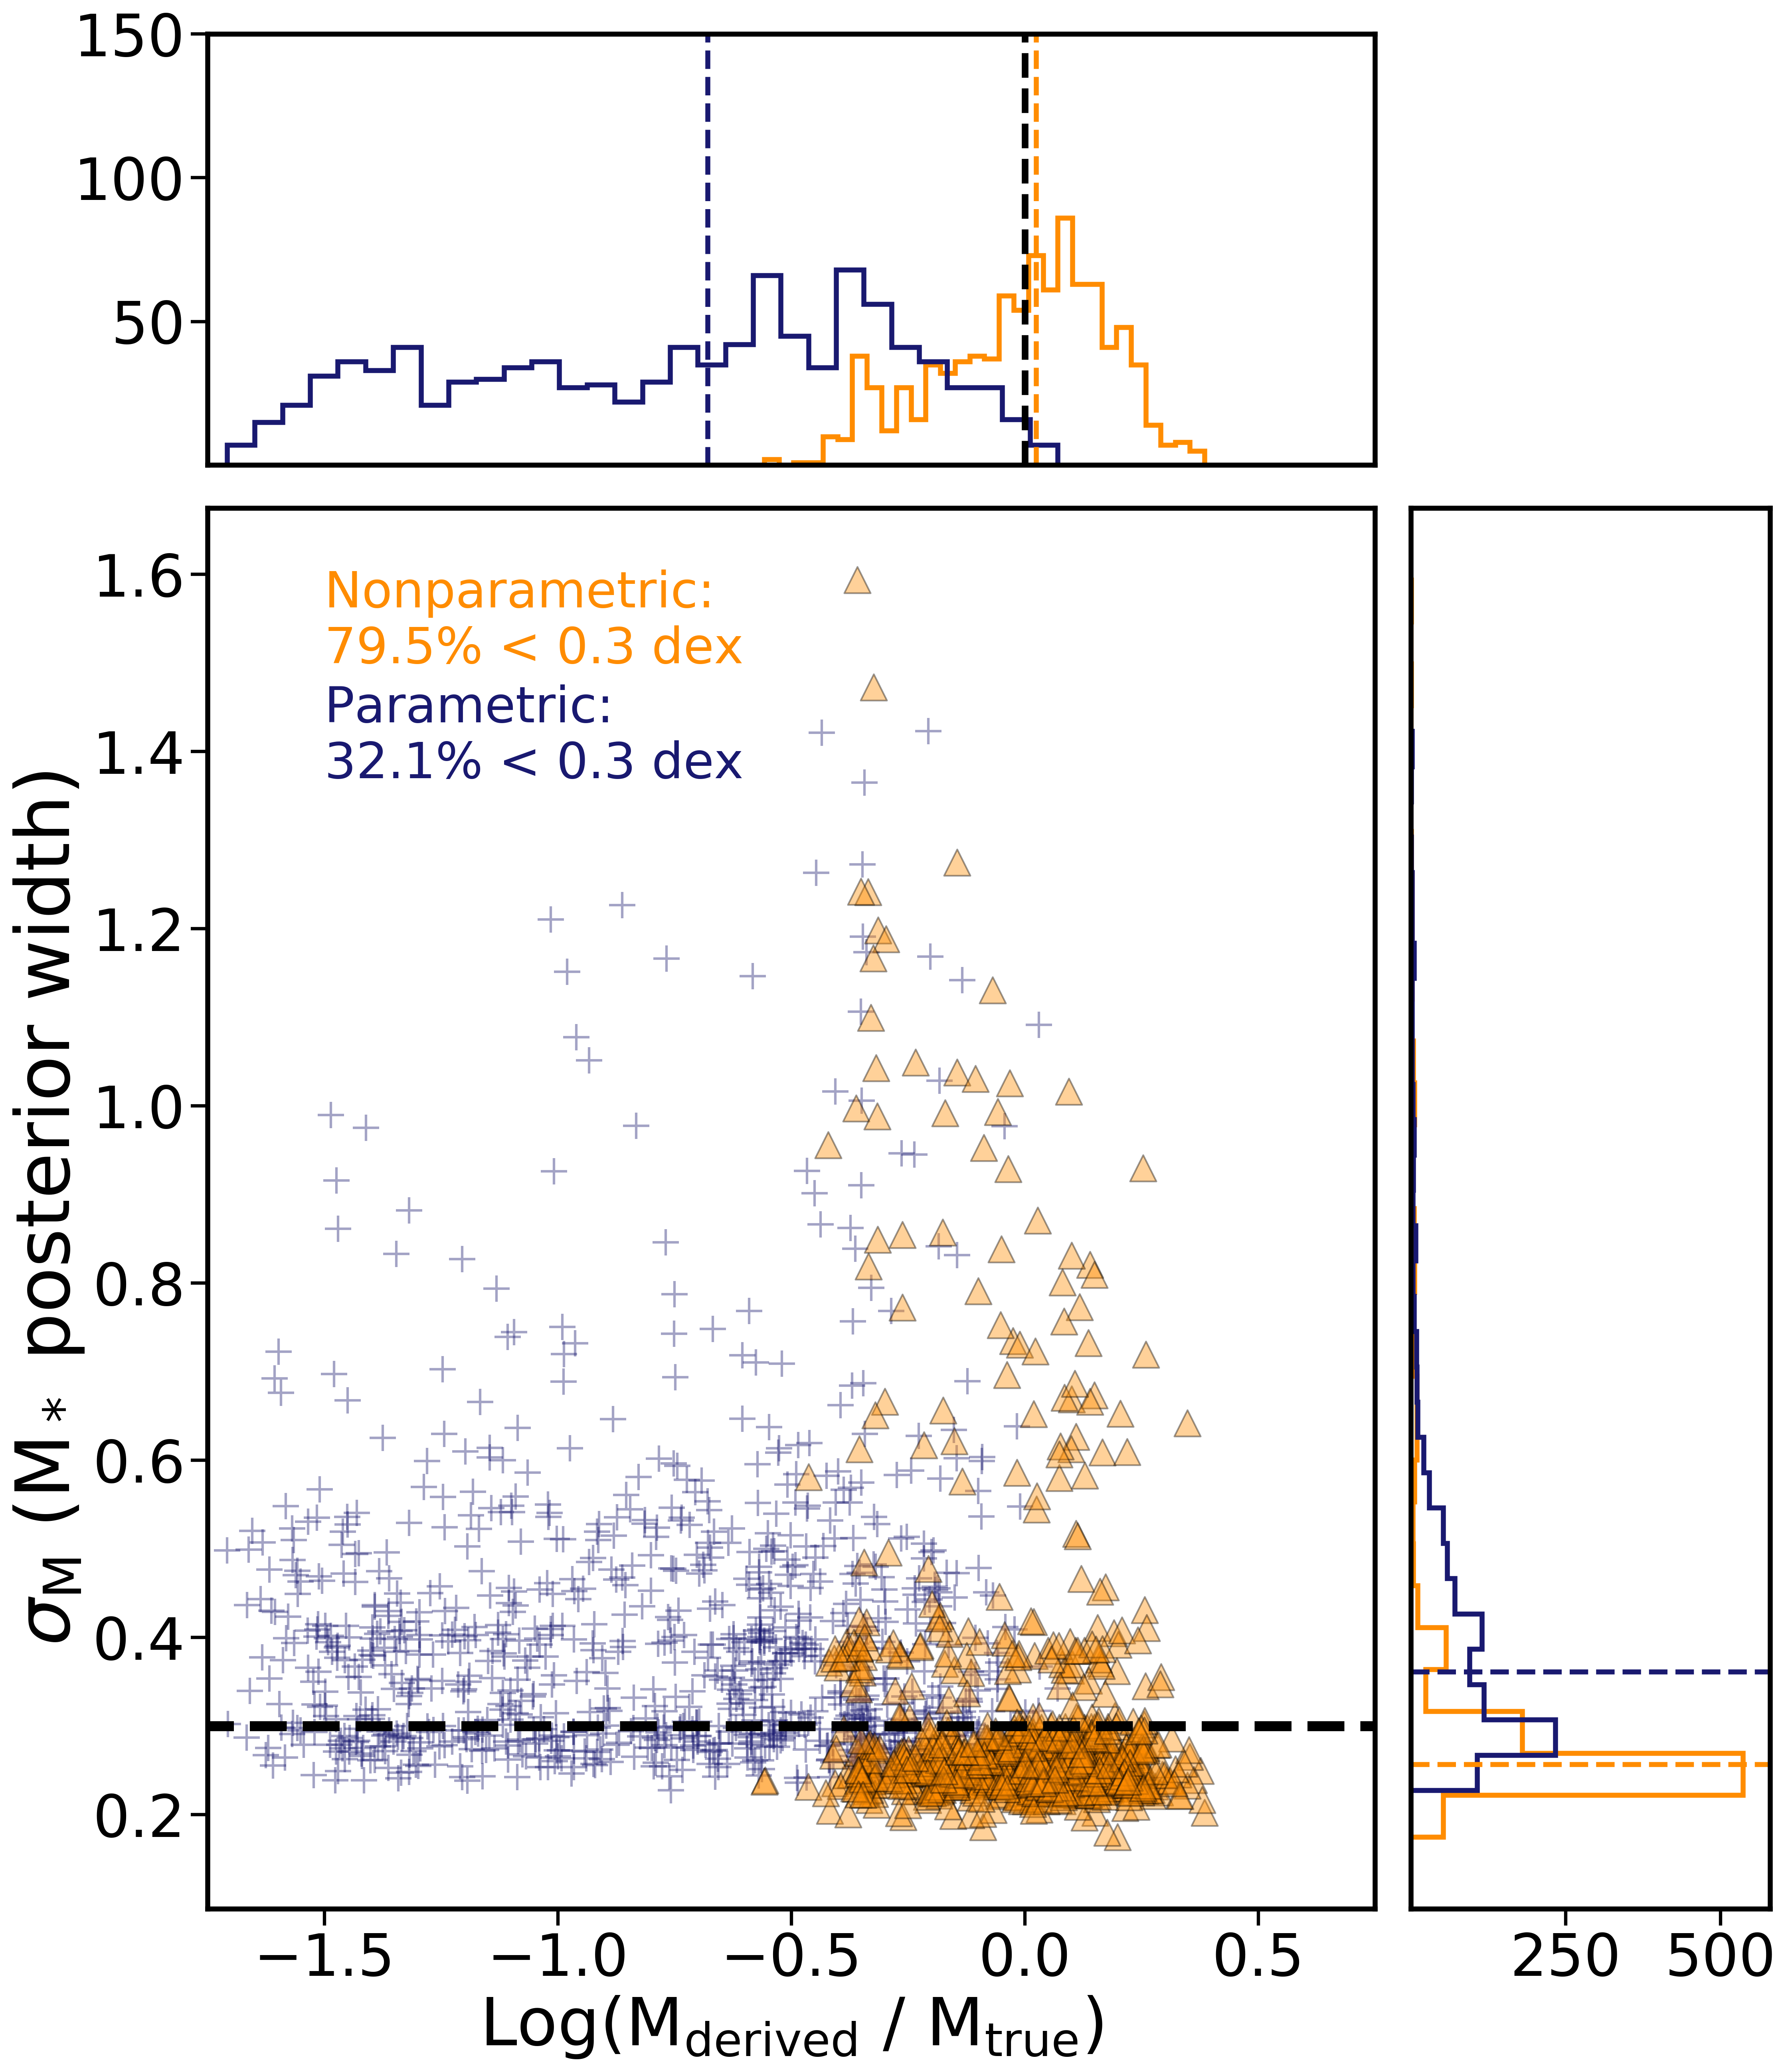 150
100
50
1.6
1.4
1.2
1.0
0.8
0.6
0.4
0.2
σM (M* posterior width)
Nonparametric:
79.5% < 0.3 dex
Parametric:
32.1% < 0.3 dex
−1.5 −1.0 −0.5 0.0 0.5
250 500
Log(Mderived / Mtrue)